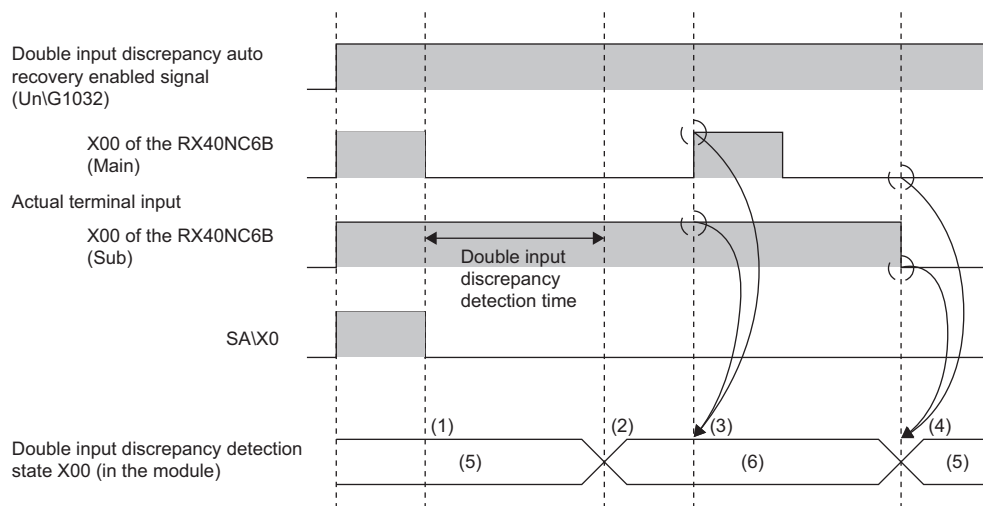 Double input discrepancy auto
recovery enabled signal
(Un\G1032)
X00 of the RX40NC6B
(Main)
Actual terminal input
X00 of the RX40NC6B
(Sub)
Double input
discrepancy
detection time
SA\X0
(1)
(2)
(3)
(4)
Double input discrepancy detection
state X00 (in the module)
(5)
(6)
(5)